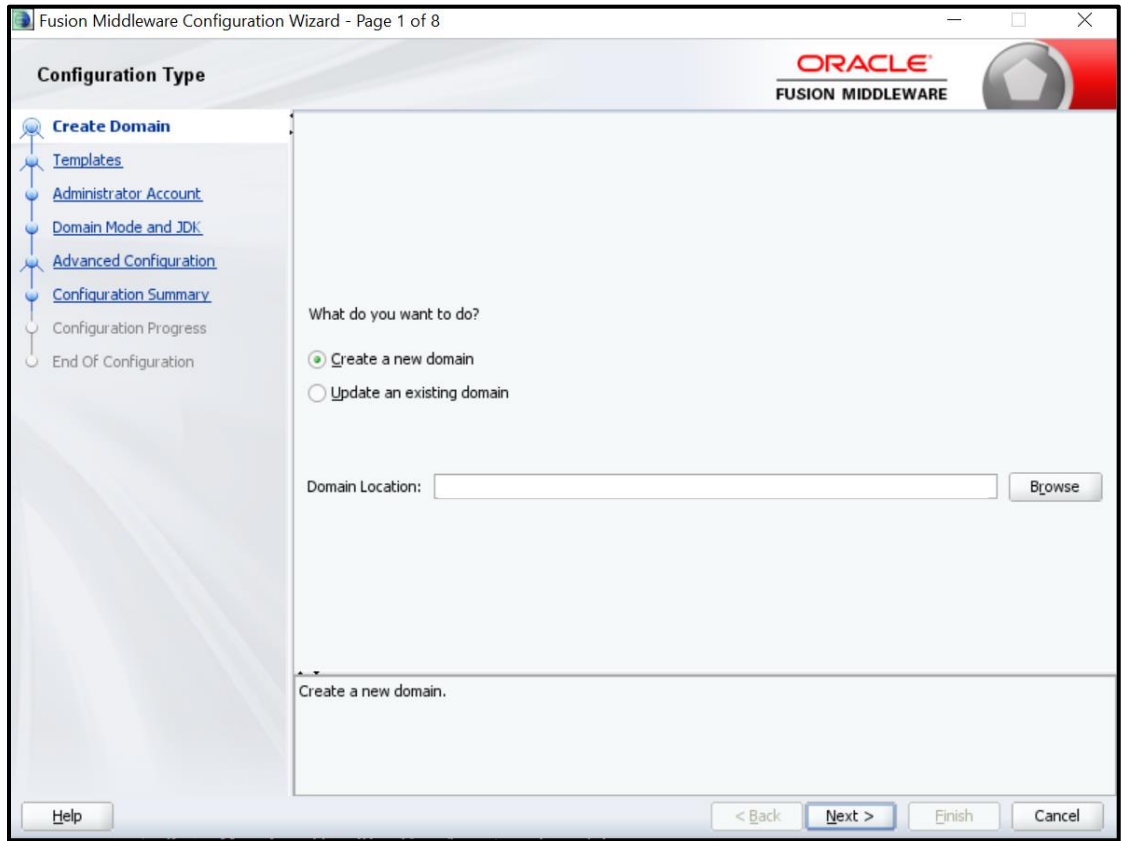 Fusion Middleware Configuration Wizard - Page 1 of 8
Configuration Type
ORACLE
FUSION MIDDLEWARE
Create Domain
Templates
Administrator Account
Domain Mode and JDK
Advanced Configuration
Configuration Summary
Configuration Progress
End Of Configuration
What do you want to do?
Create a new domain
Update an existing domain
Domain Location:
Browse
Create a new domain.
Help
< Back
Next >
Finish
Cancel